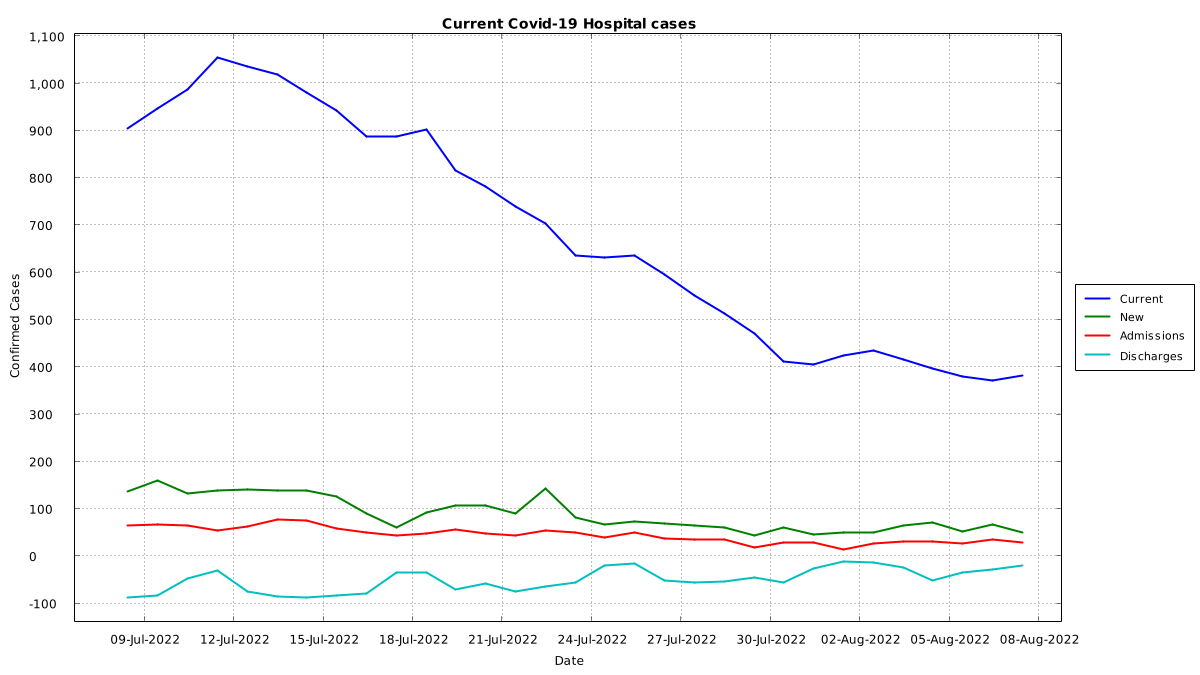 Current Covid-19 Hospital cases
1,100
1,000
900
800
700
600
500
400
300
200
100
0
-100
Confirmed Cases
09-Jul-2022 12-Jul-2022 15-Jul-2022 18-Jul-2022 21-Jul-2022 24-Jul-2022 27-Jul-2022 30-Jul-2022 02-Aug-2022 05-Aug-2022 08-Aug-2022
Date
Current
New
Admissions
Discharges